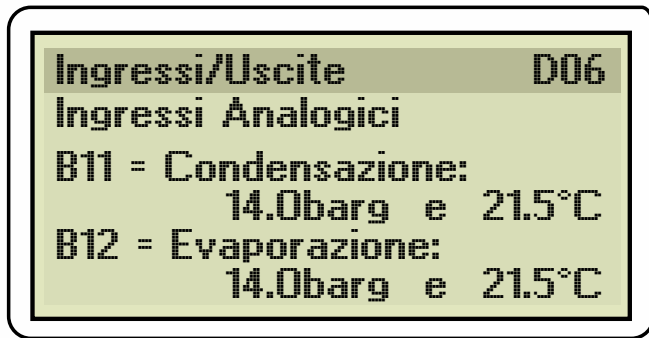 Ingressi/Uscite D06
Ingressi Analogici
B11 = Condensazione:
14.0barg e 21.5°C
B12 = Evaporazione:
14.0barg e 21.5°C